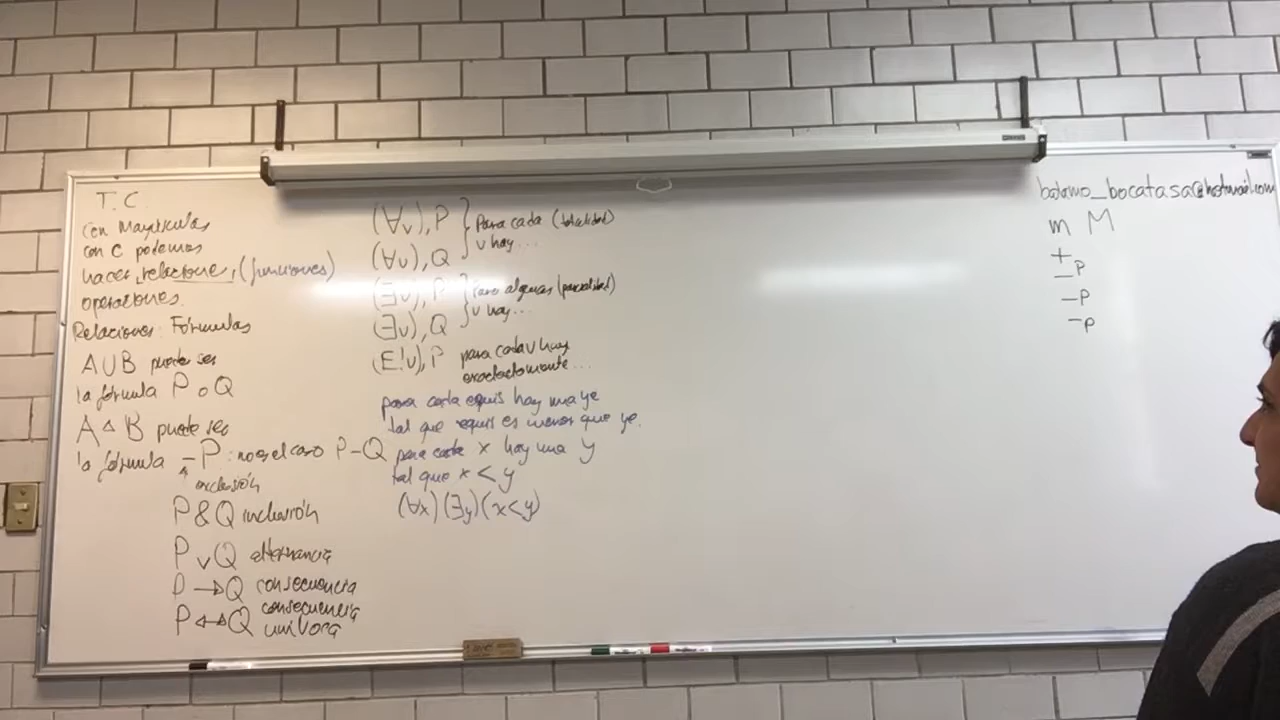 T.C.
Con Mayúsculas
con C podemos
hacer relaciones, (funciones)
operaciones.
Relaciones: Fórmulas
A ∪ B puede ser
la fórmula P o Q
A Δ B puede ser
la fórmula -P: no es el caso P-Q
exclusión
P & Q inclusión
P v Q alternancia
P → Q consecuencia
P ↔ Q consecuencia
unívoca
(∀v), P } Para cada (totalidad)
(∀v), Q } v hay...
(∃v), P } Para algunos (parcialidad)
(∃v), Q } v hay...
(E!v), P para cada v hay
exactamente...
para cada equis hay una ye
tal que equis es menor que ye.
para cada x hay una y
tal que x < y
(∀x) (∃y) (x<y)
batamo_bocatasa@hotmail.com
m M
+
-P
-P
-P